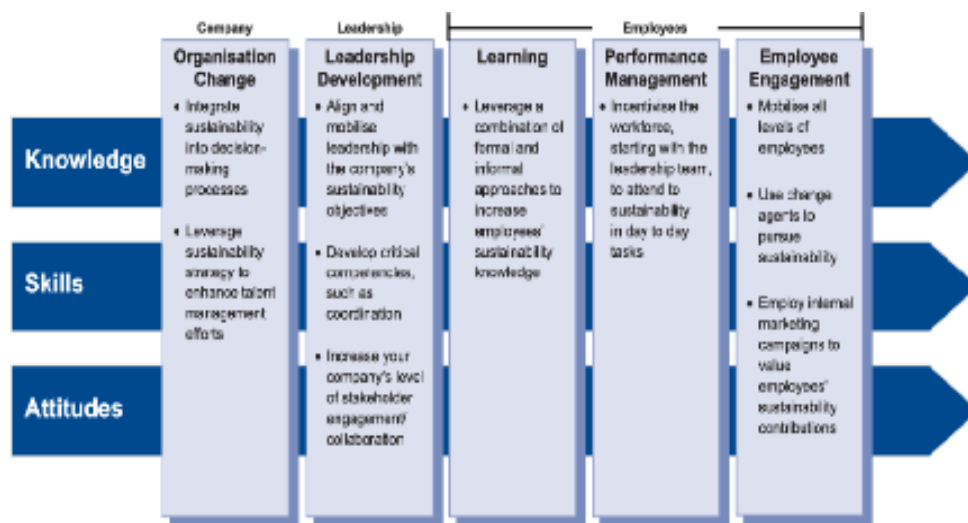 Company
Leadership
Employees
Organisation
Change
• Integrate
sustainability
into decision-
making
processes
• Leverage
sustainability
strategy to
enhance talent
management
efforts
Leadership
Development
• Align and
mobilise
leadership with
the company's
sustainability
objectives
• Develop critical
competencies,
such as
coordination
• Increase your
company's level
of stakeholder
engagement/
collaboration
Learning
• Leverage a
combination of
formal and
informal
approaches to
increase
employees'
sustainability
knowledge
Performance
Management
• Incentivise the
workforce,
starting with the
leadership team,
to attend to
sustainability
in day to day
tasks
Employee
Engagement
• Mobilise all
levels of
employees
• Use change
agents to
pursue
sustainability
• Employ internal
marketing
campaigns to
value
employees'
sustainability
contributions
Knowledge
Skills
Attitudes